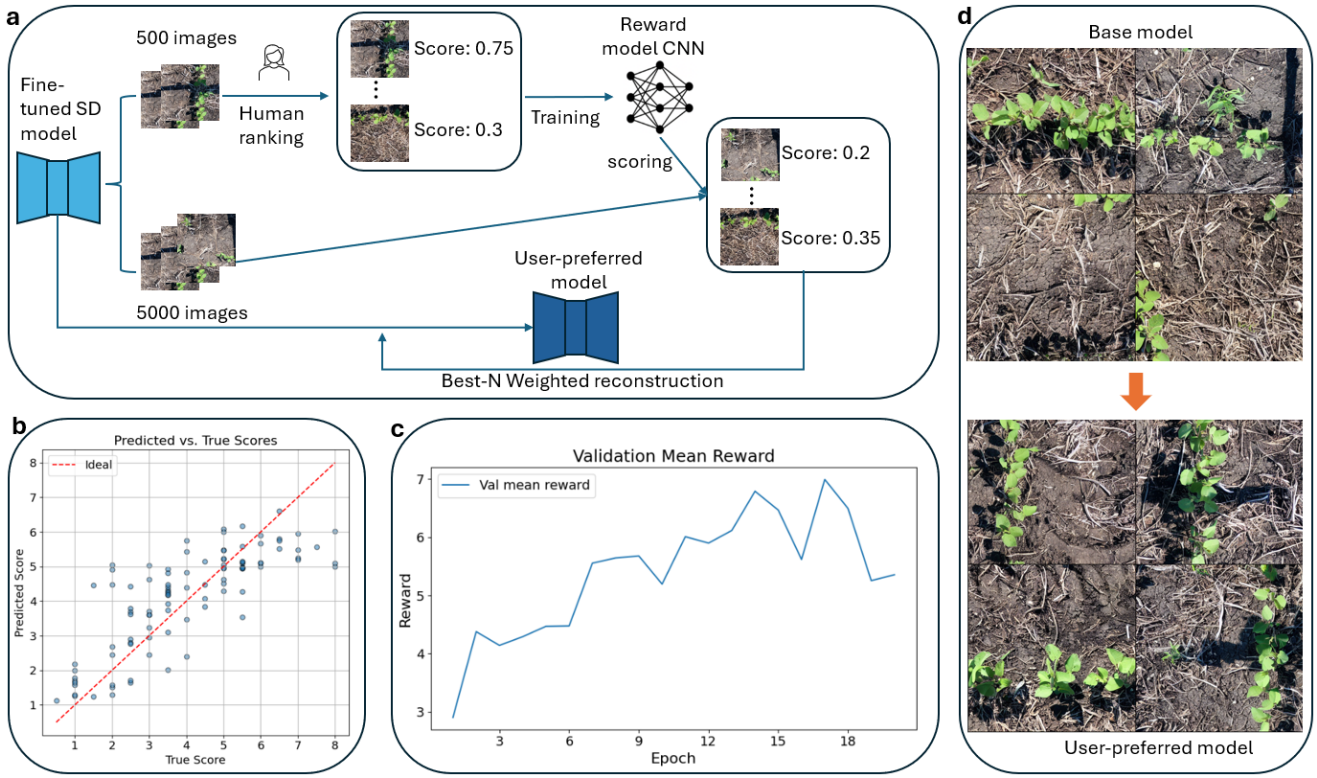 a
500 images
Fine-
tuned SD
model
Human
ranking
Score: 0.75
Score: 0.3
Training
Reward
model CNN
scoring
Score: 0.2
Score: 0.35
5000 images
User-preferred
model
Best-N Weighted reconstruction
b
Predicted vs. True Scores
Ideal
8
7
6
5
4
3
2
1
Predicted Score
1 2 3 4 5 6 7 8
True Score
c
Validation Mean Reward
Val mean reward
7
6
5
4
3
Reward
3 6 9 12 15 18
Epoch
d
Base model
User-preferred model